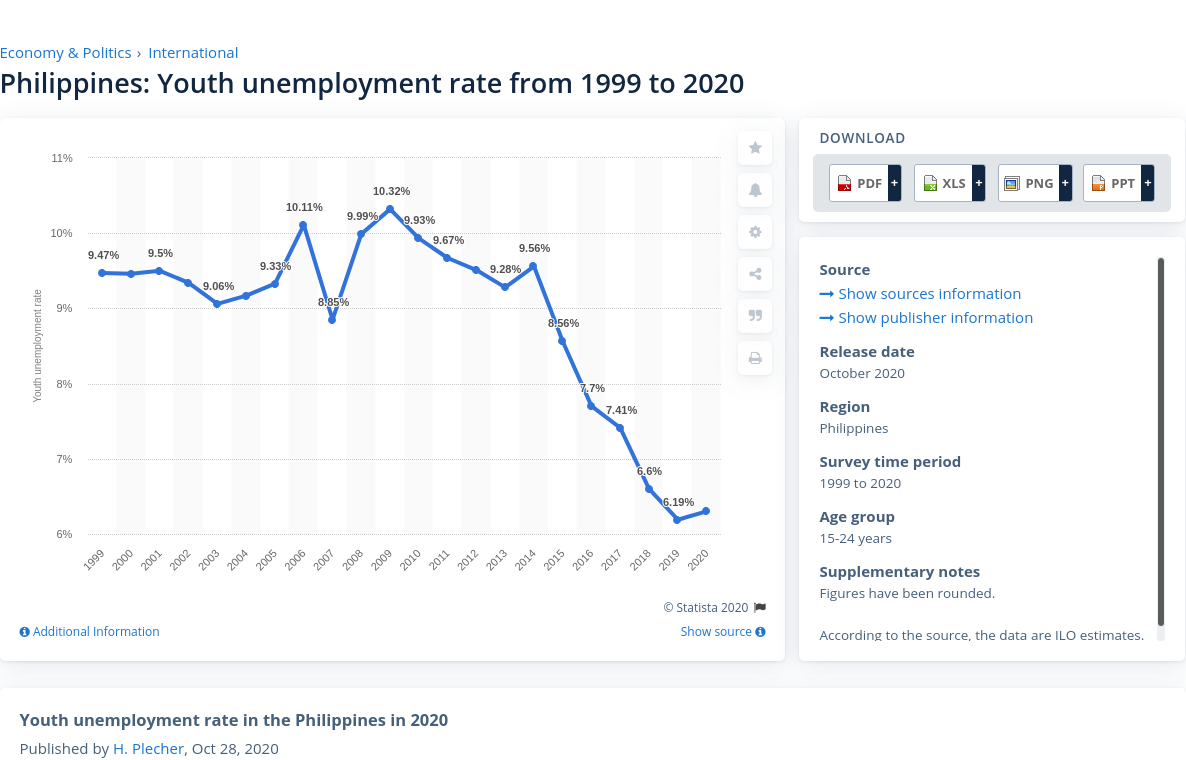 Economy & Politics › International
Philippines: Youth unemployment rate from 1999 to 2020
11%
10%
9%
8%
7%
6%
Youth unemployment rate
9.47%
9.5%
9.06%
9.33%
10.11%
8.85%
9.99%
10.32%
9.93%
9.67%
9.28%
9.56%
8.56%
7.7%
7.41%
6.6%
6.19%
1999 2000 2001 2002 2003 2004 2005 2006 2007 2008 2009 2010 2011 2012 2013 2014 2015 2016 2017 2018 2019 2020
© Statista 2020
Additional Information
Show source
DOWNLOAD
PDF + XLS + PNG + PPT +
Source
Show sources information
Show publisher information
Release date
October 2020
Region
Philippines
Survey time period
1999 to 2020
Age group
15-24 years
Supplementary notes
Figures have been rounded.
According to the source, the data are ILO estimates.
Youth unemployment rate in the Philippines in 2020
Published by H. Plecher, Oct 28, 2020